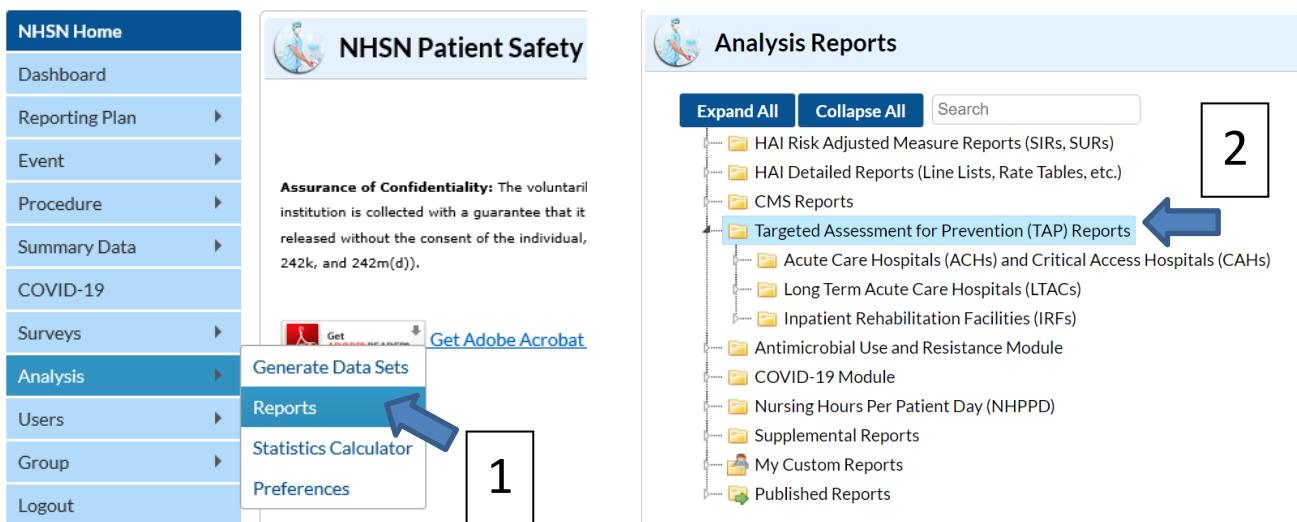 NHSN Home
Dashboard
Reporting Plan
Event
Procedure
Summary Data
COVID-19
Surveys
Analysis
Users
Group
Logout
NHSN Patient Safety
Assurance of Confidentiality: The voluntaril
institution is collected with a guarantee that it
released without the consent of the individual,
242k, and 242m(d)).
Get
Get Adobe Acrobat
Generate Data Sets
Reports
Statistics Calculator
Preferences
1
Analysis Reports
Expand All
Collapse All
Search
2
HAI Risk Adjusted Measure Reports (SIRs, SURs)
HAI Detailed Reports (Line Lists, Rate Tables, etc.)
CMS Reports
Targeted Assessment for Prevention (TAP) Reports
Acute Care Hospitals (ACHs) and Critical Access Hospitals (CAHs)
Long Term Acute Care Hospitals (LTACs)
Inpatient Rehabilitation Facilities (IRFs)
Antimicrobial Use and Resistance Module
COVID-19 Module
Nursing Hours Per Patient Day (NHPPD)
Supplemental Reports
My Custom Reports
Published Reports